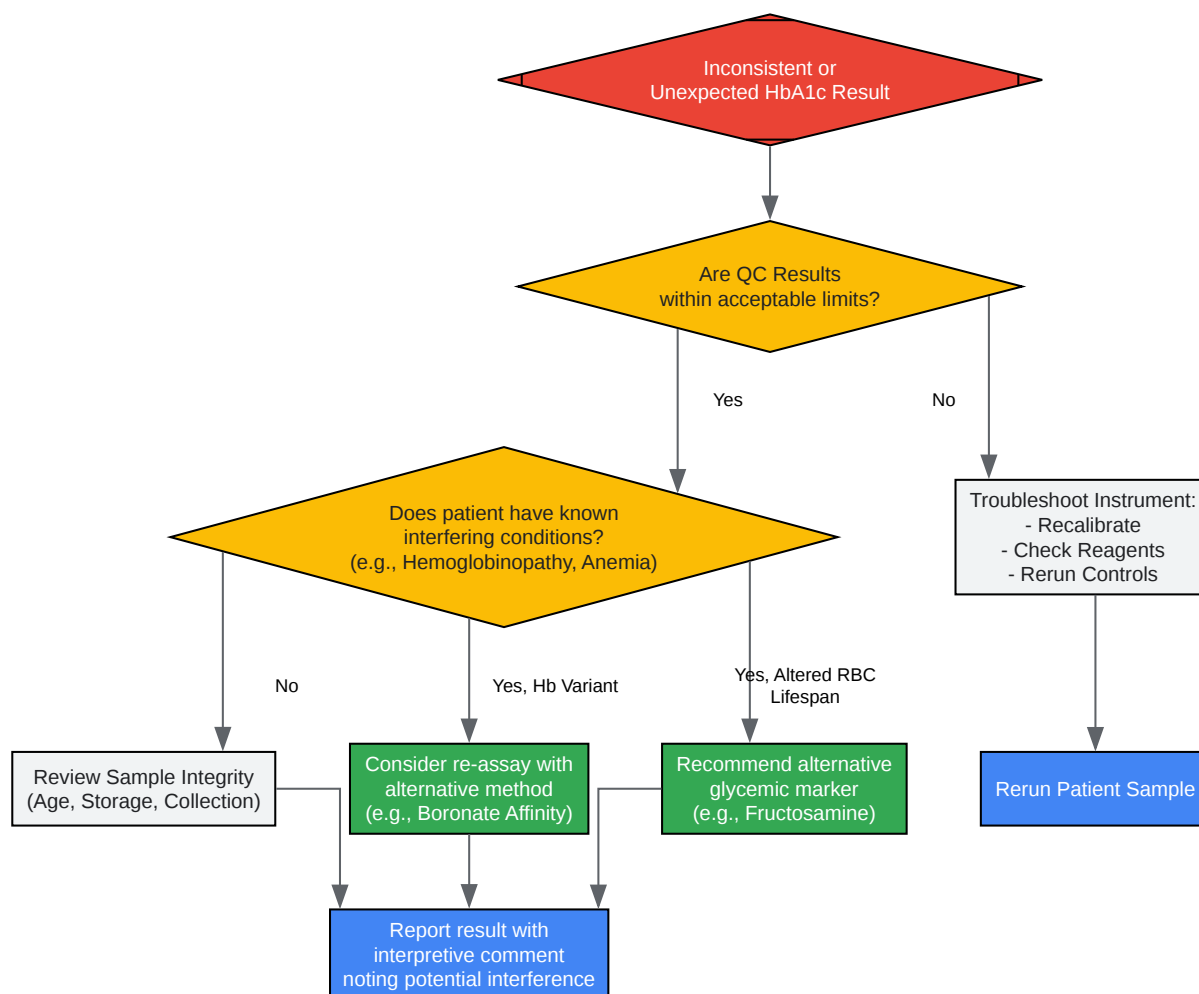 Inconsistent or
Unexpected HbA1c Result
Are QC Results
within acceptable limits?
Yes
No
Does patient have known
interfering conditions?
(e.g., Hemoglobinopathy, Anemia)
Troubleshoot Instrument:
- Recalibrate
- Check Reagents
- Rerun Controls
No
Yes, Hb Variant
Yes, Altered RBC
Lifespan
Review Sample Integrity
(Age, Storage, Collection)
Consider re-assay with
alternative method
(e.g., Boronate Affinity)
Recommend alternative
glycemic marker
(e.g., Fructosamine)
Rerun Patient Sample
Report result with
interpretive comment
noting potential interference